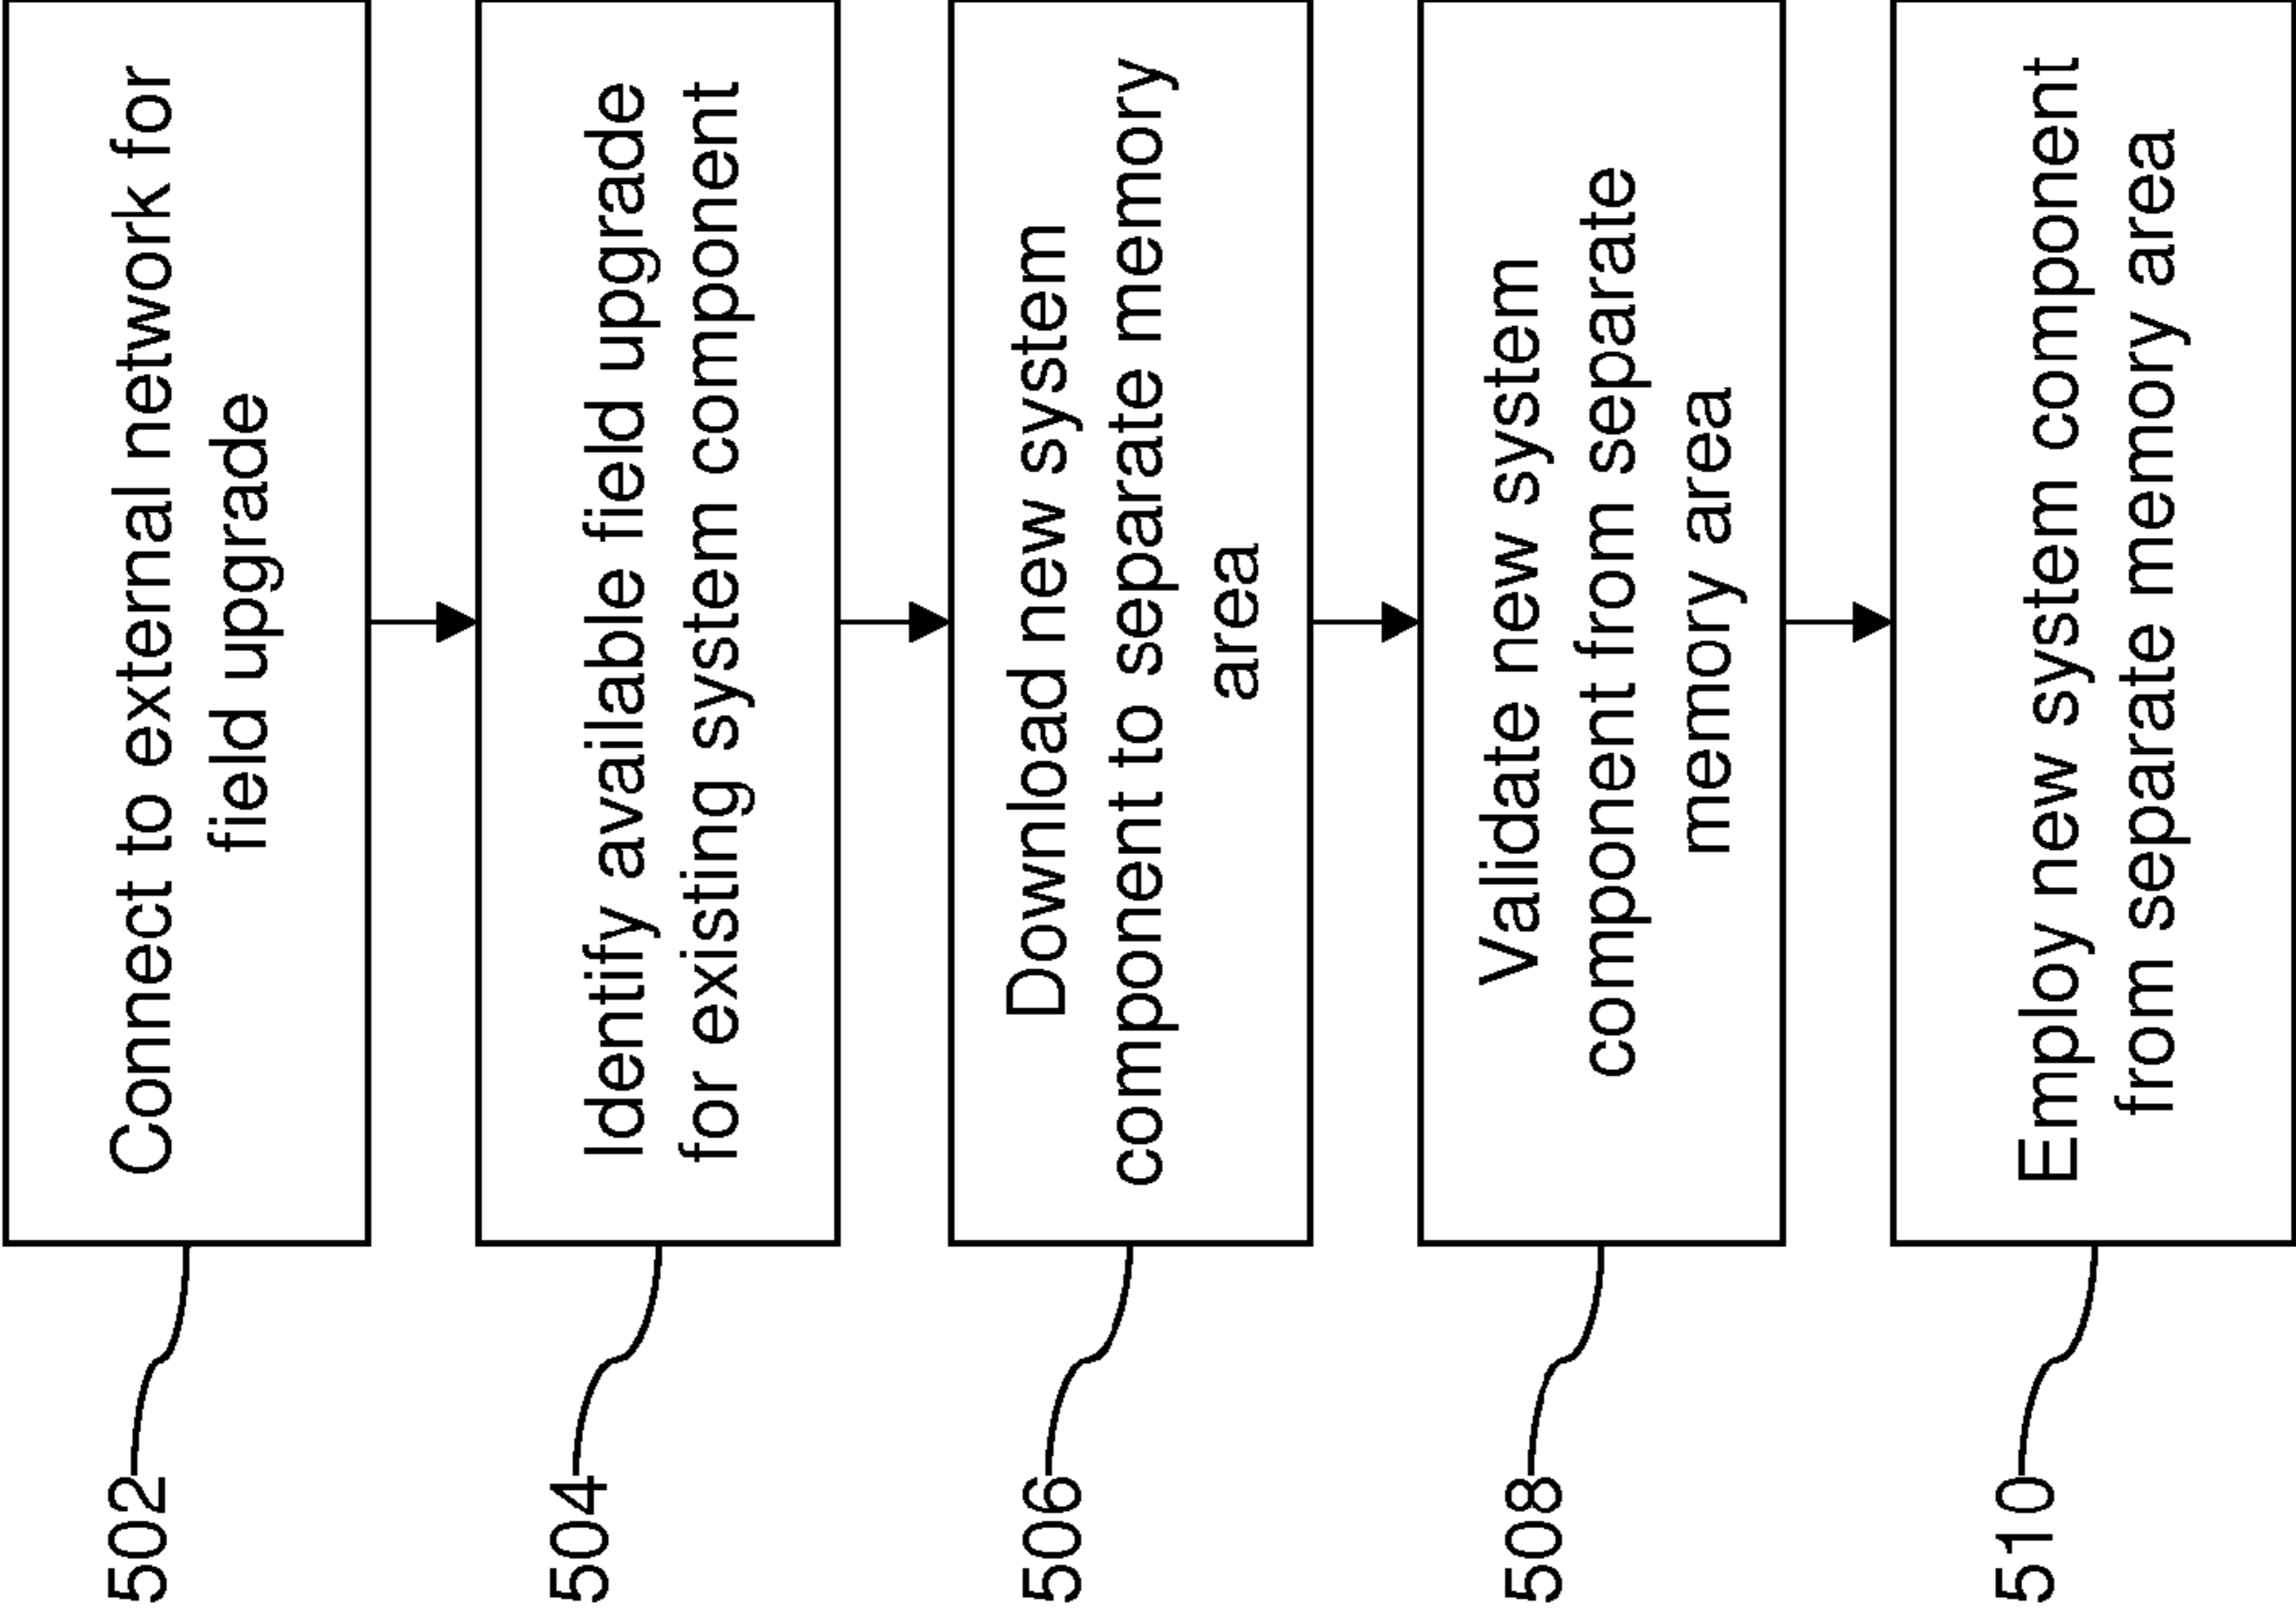 502
Connect to external network for
field upgrade
504
Identify available field upgrade
for existing system component
506
Download new system
component to separate memory
area
508
Validate new system
component from separate
memory area
510
Employ new system component
from separate memory area